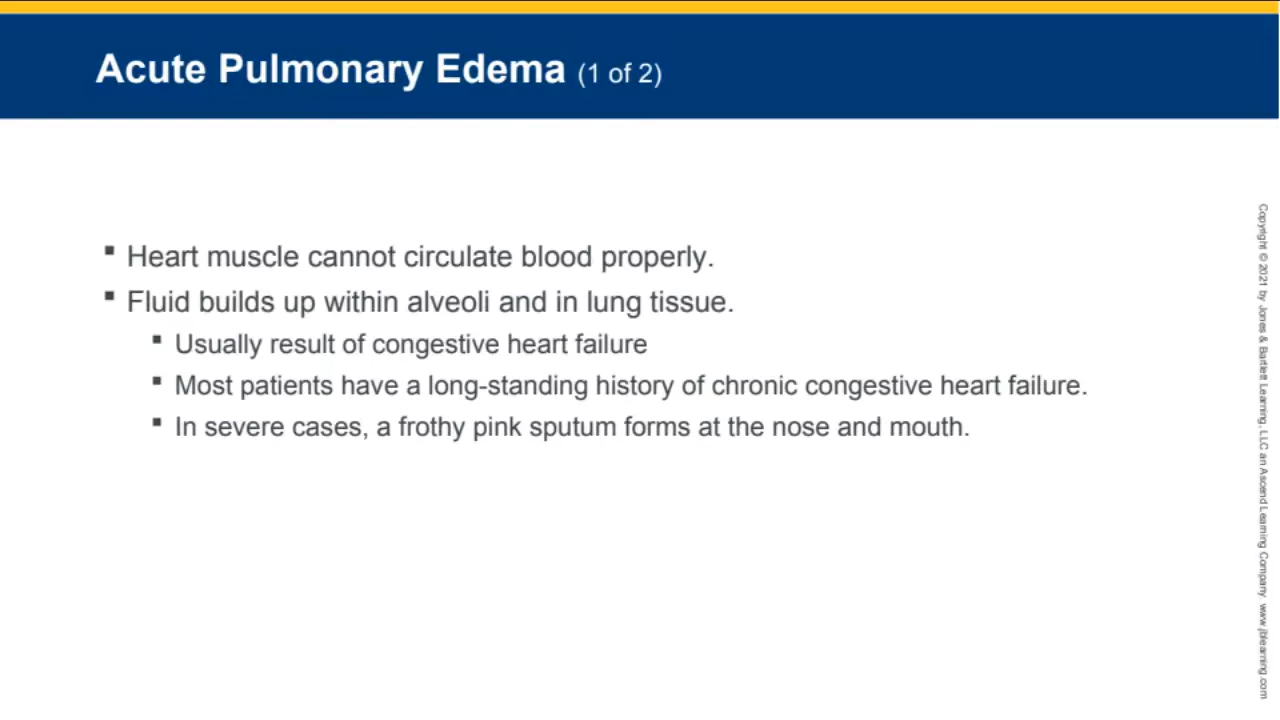 Acute Pulmonary Edema (1 of 2)
Heart muscle cannot circulate blood properly.
Fluid builds up within alveoli and in lung tissue.
Usually result of congestive heart failure
Most patients have a long-standing history of chronic congestive heart failure.
In severe cases, a frothy pink sputum forms at the nose and mouth.
Copyright © 2021 by Jones & Bartlett Learning, LLC an Ascend Learning Company www.jblearning.com